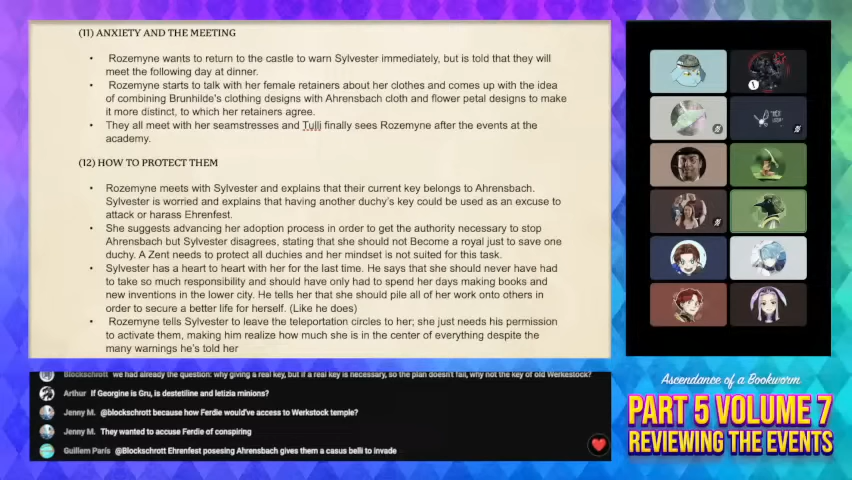 (11) ANXIETY AND THE MEETING
• Rozemyne wants to return to the castle to warn Sylvester immediately, but is told that they will
meet the following day at dinner.
• Rozemyne starts to talk with her female retainers about her clothes and comes up with the idea
of combining Brunhilde's clothing designs with Ahrensbach cloth and flower petal designs to make
it more distinct, to which her retainers agree.
• They all meet with her seamstresses and Tulli finally sees Rozemyne after the events at the
academy.
(12) HOW TO PROTECT THEM
• Rozemyne meets with Sylvester and explains that their current key belongs to Ahrensbach.
Sylvester is worried and explains that having another duchy's key could be used as an excuse to
attack or harass Ehrenfest.
• She suggests advancing her adoption process in order to get the authority necessary to stop
Ahrensbach but Sylvester disagrees, stating that she should not Become a royal just to save one
duchy. A Zent needs to protect all duchies and her mindset is not suited for this task.
• Sylvester has a heart to heart with her for the last time. He says that she should never have had
to take so much responsibility and should have only had to spend her days making books and
new inventions in the lower city. He tells her that she should pile all of her work onto others in
order to secure a better life for herself. (Like he does)
• Rozemyne tells Sylvester to leave the teleportation circles to her; she just needs his permission
to activate them, making him realize how much she is in the center of everything despite the
many warnings he's told her
Blockschrott we had already the question: why giving a real key, but if a real key is necessary, so the plan doesn't fail, why not the key of old Werkestock?
Arthur If Georgine is Gru, is destetiline and letizia minions?
Jenny M. @blockschrott because how Ferdie would've access to Werkstock temple?
Jenny M. They wanted to accuse Ferdie of conspiring
Guillem París @Blockschrott Ehrenfest posesing Ahrensbach gives them a casus belli to invade
Ascendance of a Bookworm
PART 5 VOLUME 7
REVIEWING THE EVENTS